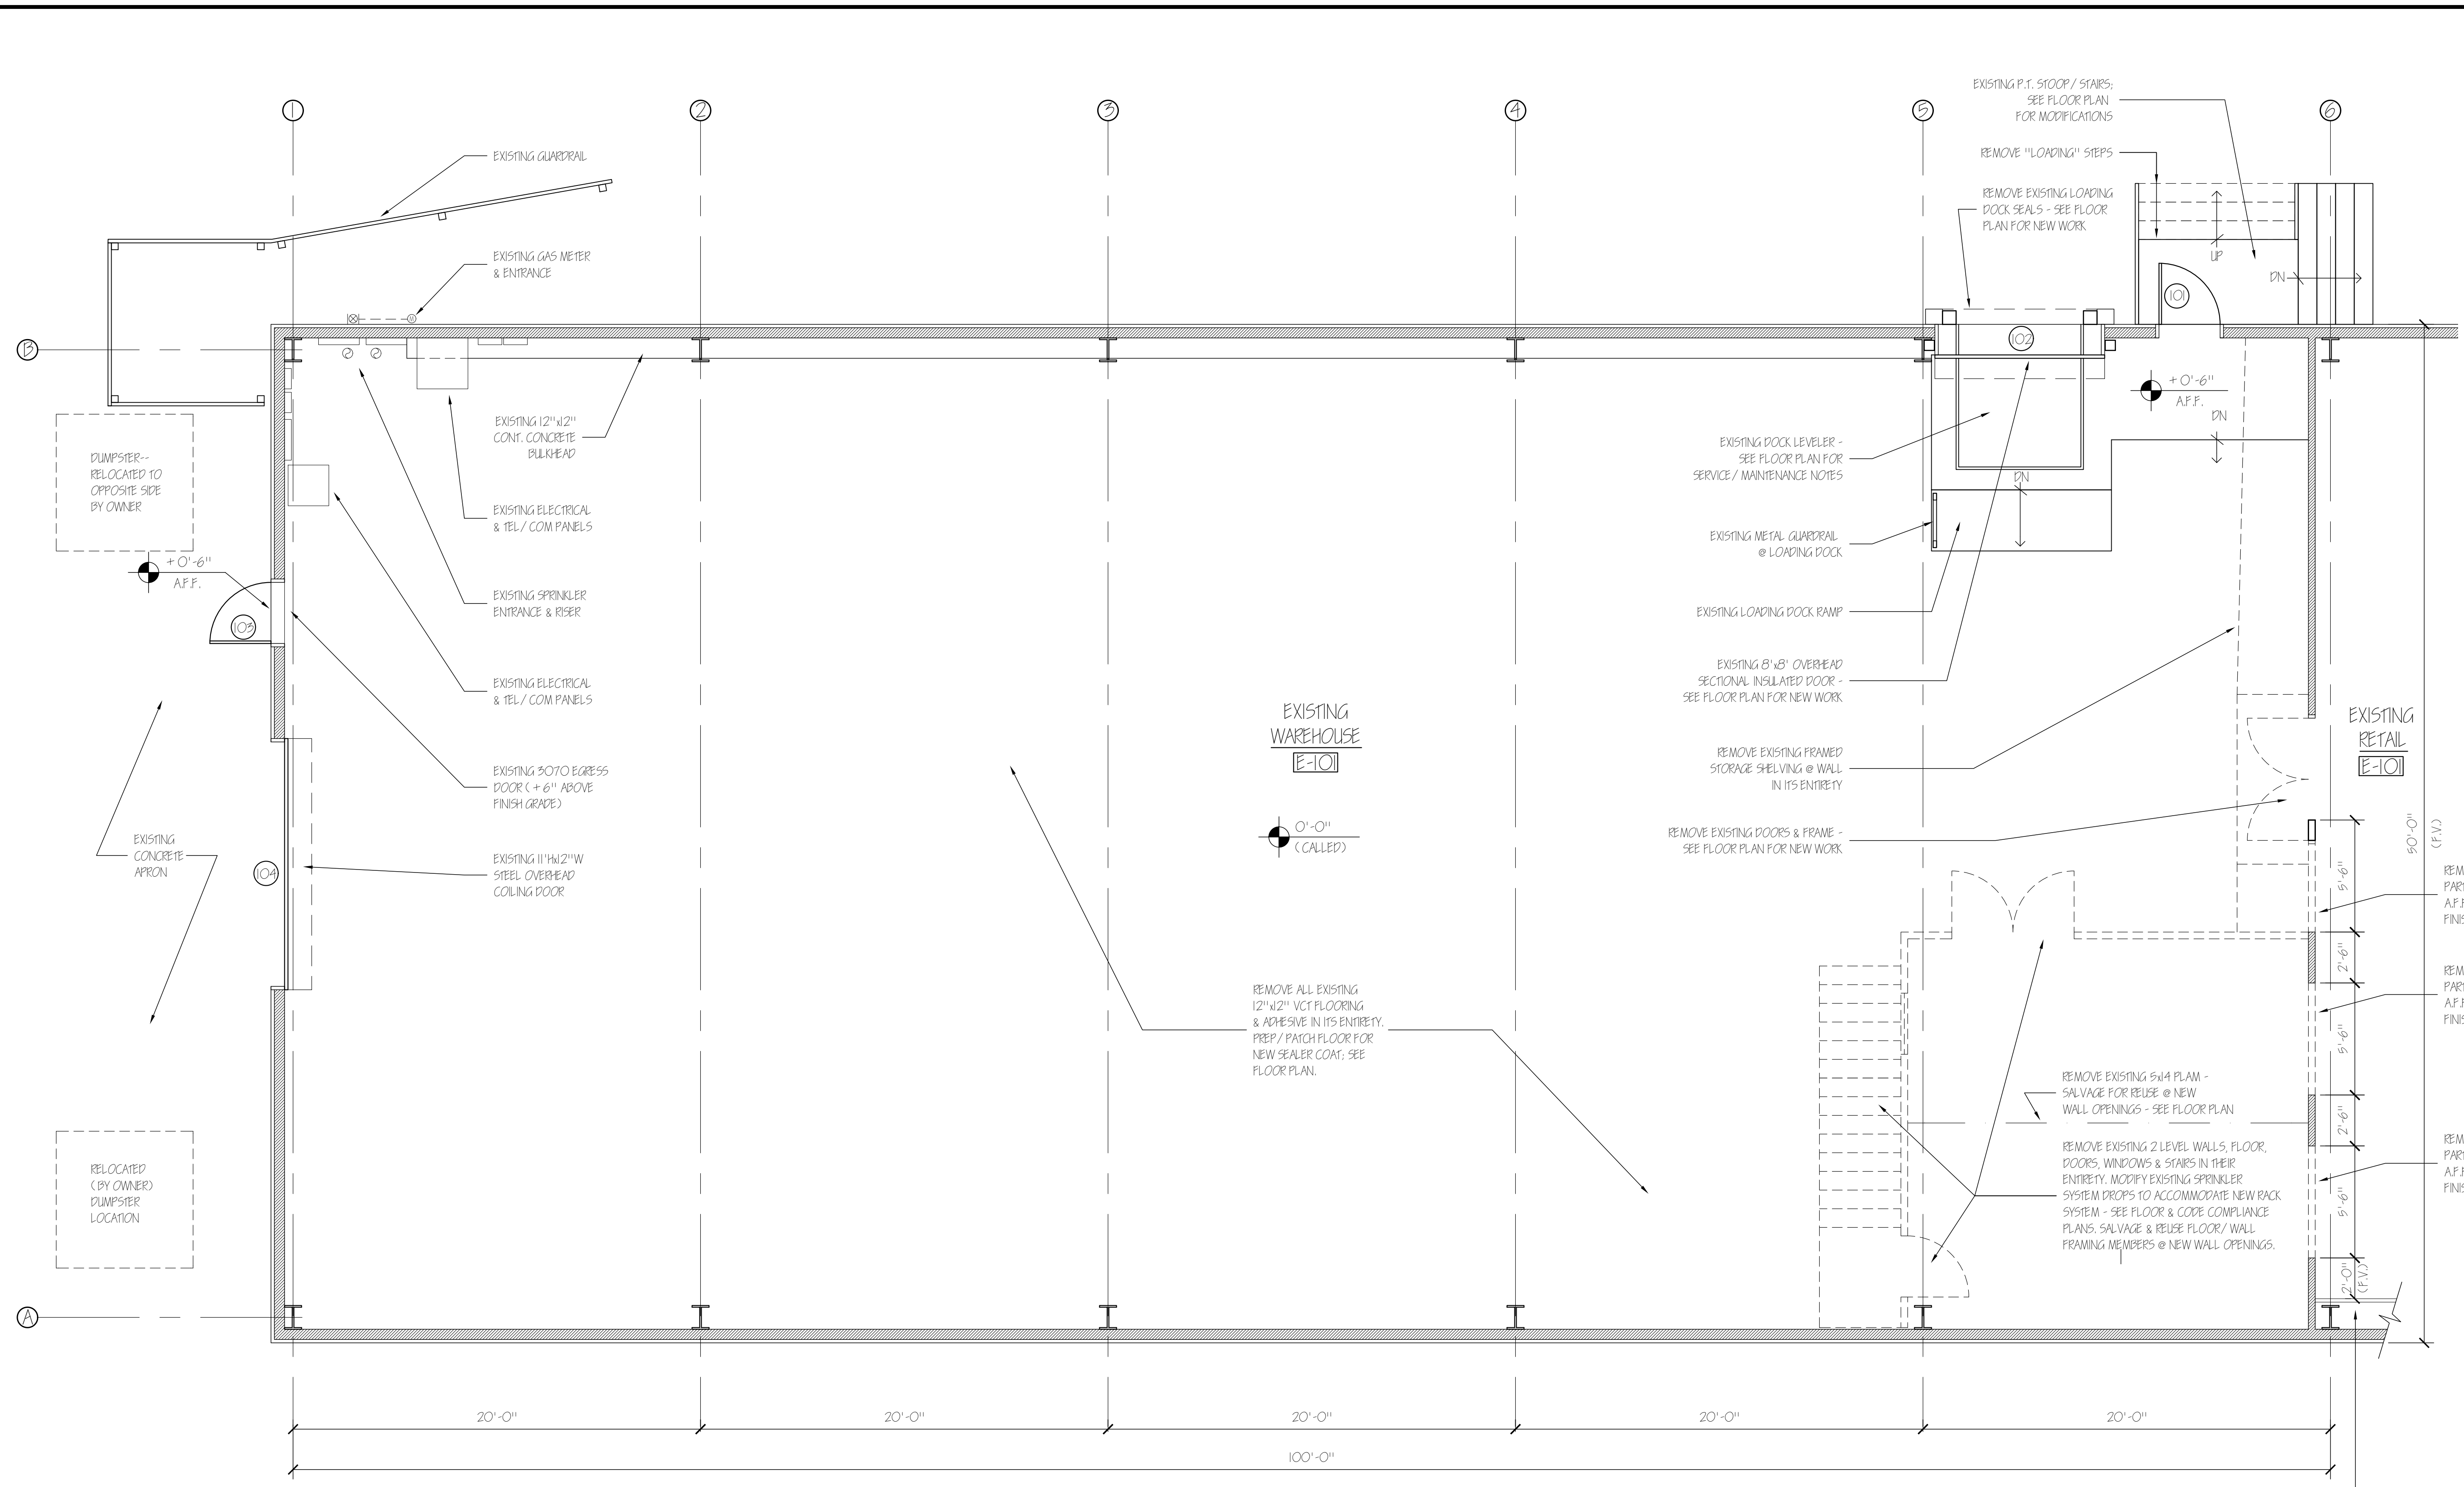 1
2
3
4
5
6
EXISTING P.T. STOOP/ STAIRS;
SEE FLOOR PLAN
FOR MODIFICATIONS
REMOVE "LOADING" STEPS
REMOVE EXISTING LOADING
DOCK SEALS - SEE FLOOR
PLAN FOR NEW WORK
UP
DN
101
EXISTING GUARDRAIL
EXISTING GAS METER
& ENTRANCE
M
B
102
+0'-6"
A.F.F.
DN
EXISTING 12"x12"
CONT. CONCRETE
BULKHEAD
DUMPSTER--
RELOCATED TO
OPPOSITE SIDE
BY OWNER
EXISTING DOCK LEVELER -
SEE FLOOR PLAN FOR
SERVICE/ MAINTENANCE NOTES
DN
EXISTING ELECTRICAL
& TEL/ COM PANELS
EXISTING METAL GUARDRAIL
@ LOADING DOCK
+0'-6"
A.F.F.
103
EXISTING SPRINKLER
ENTRANCE & RISER
EXISTING LOADING DOCK RAMP
EXISTING ELECTRICAL
& TEL/ COM PANELS
EXISTING 8'x8' OVERHEAD
SECTIONAL INSULATED DOOR -
SEE FLOOR PLAN FOR NEW WORK
EXISTING
WAREHOUSE
E-101
EXISTING
RETAIL
E-101
EXISTING 3070 EGRESS
DOOR ( + 6" ABOVE
FINISH GRADE)
REMOVE EXISTING FRAMED
STORAGE SHELVING @ WALL
IN ITS ENTIRETY
0'-0"
(CALLED)
REMOVE EXISTING DOORS & FRAME -
SEE FLOOR PLAN FOR NEW WORK
50'-0"
(F.V.)
EXISTING
CONCRETE
APRON
104
EXISTING 11'Hx12"W
STEEL OVERHEAD
COILING DOOR
5'-6"
REM
PAR
A.F.F
FINIS
2'-6"
REM
PAR
A.F.F
FINIS
REMOVE ALL EXISTING
12"x12" VCT FLOORING
& ADHESIVE IN ITS ENTIRETY.
PREP/ PATCH FLOOR FOR
NEW SEALER COAT; SEE
FLOOR PLAN.
5'-6"
REMOVE EXISTING 5x14 PLAM -
SALVAGE FOR REUSE @ NEW
WALL OPENINGS - SEE FLOOR PLAN
2'-6"
REMOVE EXISTING 2 LEVEL WALLS, FLOOR,
DOORS, WINDOWS & STAIRS IN THEIR
ENTIRETY. MODIFY EXISTING SPRINKLER
SYSTEM DROPS TO ACCOMMODATE NEW RACK
SYSTEM - SEE FLOOR & CODE COMPLIANCE
PLANS. SALVAGE & REUSE FLOOR/ WALL
FRAMING MEMBERS @ NEW WALL OPENINGS.
REM
PAR
A.F.F
FINIS
5'-6"
RELOCATED
( BY OWNER)
DUMPSTER
LOCATION
2'-0"
(F.V.)
A
20'-0"
20'-0"
20'-0"
20'-0"
20'-0"
100'-0"